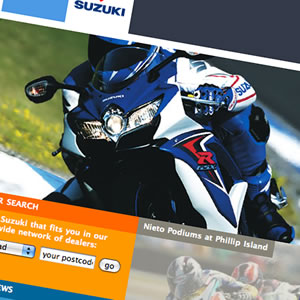 SUZUKI
R
Nieto Podiums at Phillip Island
R SEARCH
Suzuki that fits you in our
wide network of dealers:
your postcode
go
EWS